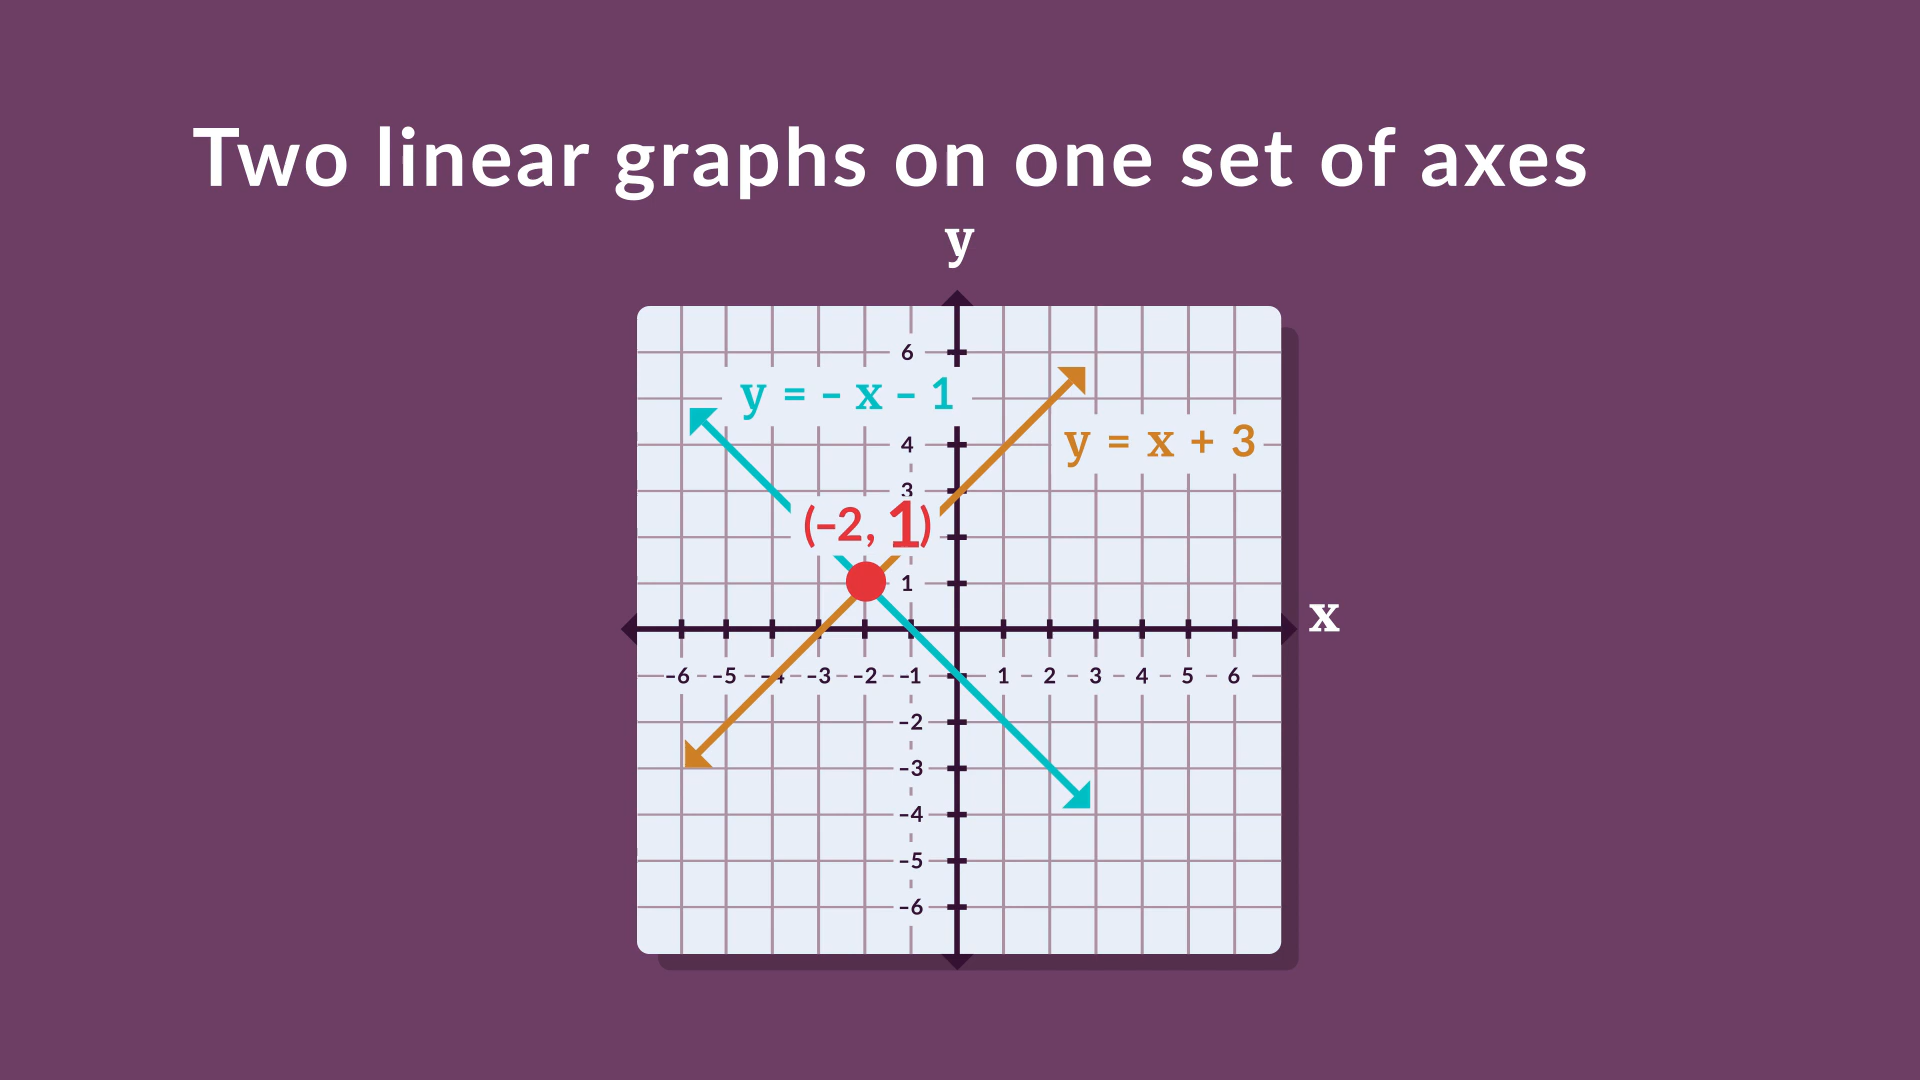 Two linear graphs on one set of axes
y
6
y = – x – 1
4
y = x + 3
3
(–2, 1)
1
x
–6 –5 –4 –3 –2 –1 1 2 3 4 5 6
–2
–3
–4
–5
–6